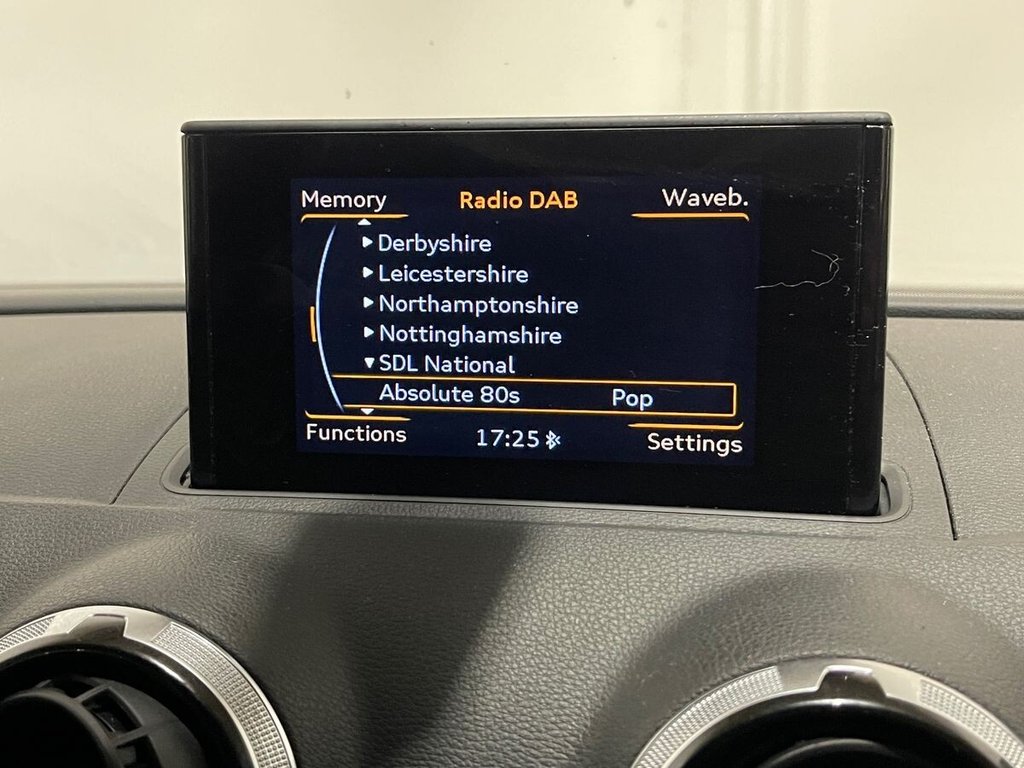 Memory Radio DAB Waveb.
Derbyshire
Leicestershire
Northamptonshire
Nottinghamshire
SDL National
Absolute 80s Pop
Functions 17:25 Settings